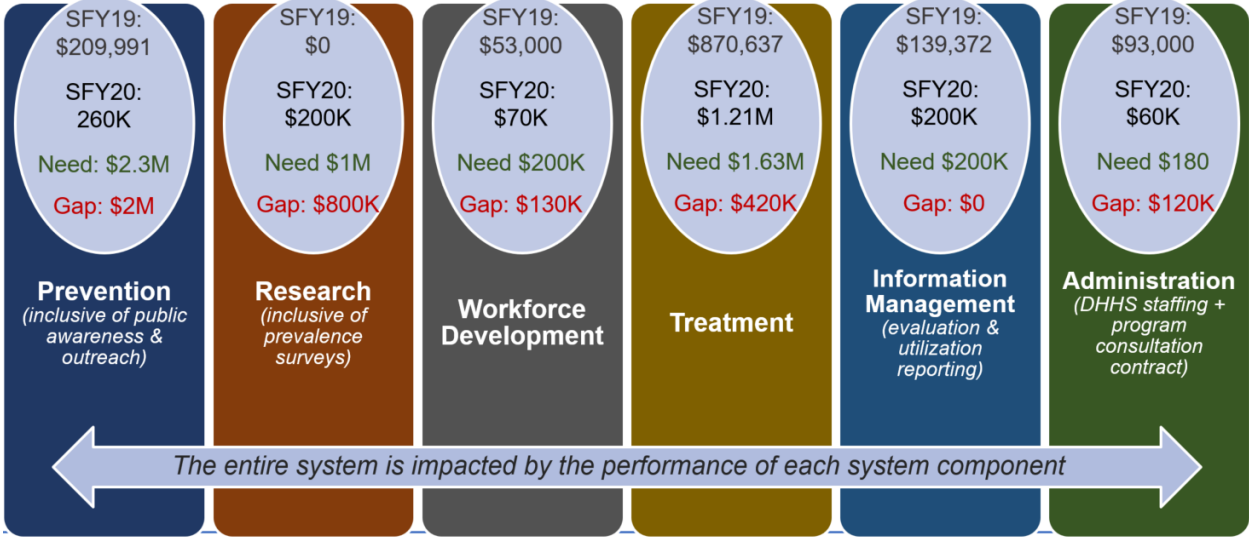 SFY19:
$209,991
SFY20:
260K
Need: $2.3M
Gap: $2M
Prevention
(inclusive of public
awareness &
outreach)
SFY19:
$0
SFY20:
$200K
Need $1M
Gap: $800K
Research
(inclusive of
prevalence
surveys)
SFY19:
$53,000
SFY20:
$70K
Need $200K
Gap: $130K
Workforce
Development
SFY19:
$870,637
SFY20:
$1.21M
Need $1.63M
Gap: $420K
Treatment
SFY19:
$139,372
SFY20:
$200K
Need $200K
Gap: $0
Information
Management
(evaluation &
utilization
reporting)
SFY19:
$93,000
SFY20:
$60K
Need $180
Gap: $120K
Administration
(DHHS staffing +
program
consultation
contract)
The entire system is impacted by the performance of each system component